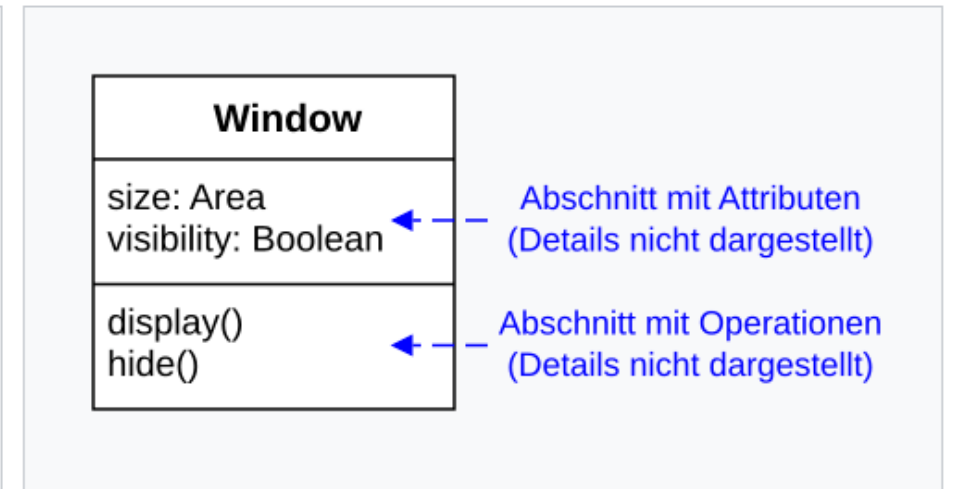 Window
size: Area
visibility: Boolean
Abschnitt mit Attributen
(Details nicht dargestellt)
display()
hide()
Abschnitt mit Operationen
(Details nicht dargestellt)